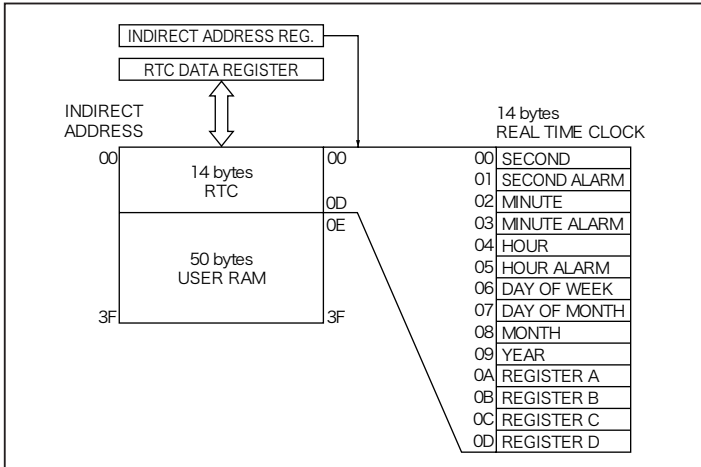 INDIRECT ADDRESS REG.
RTC DATA REGISTER
INDIRECT
ADDRESS
14 bytes
REAL TIME CLOCK
00
14 bytes
RTC
00
0D
0E
50 bytes
USER RAM
3F
3F
00 SECOND
01 SECOND ALARM
02 MINUTE
03 MINUTE ALARM
04 HOUR
05 HOUR ALARM
06 DAY OF WEEK
07 DAY OF MONTH
08 MONTH
09 YEAR
0A REGISTER A
0B REGISTER B
0C REGISTER C
0D REGISTER D